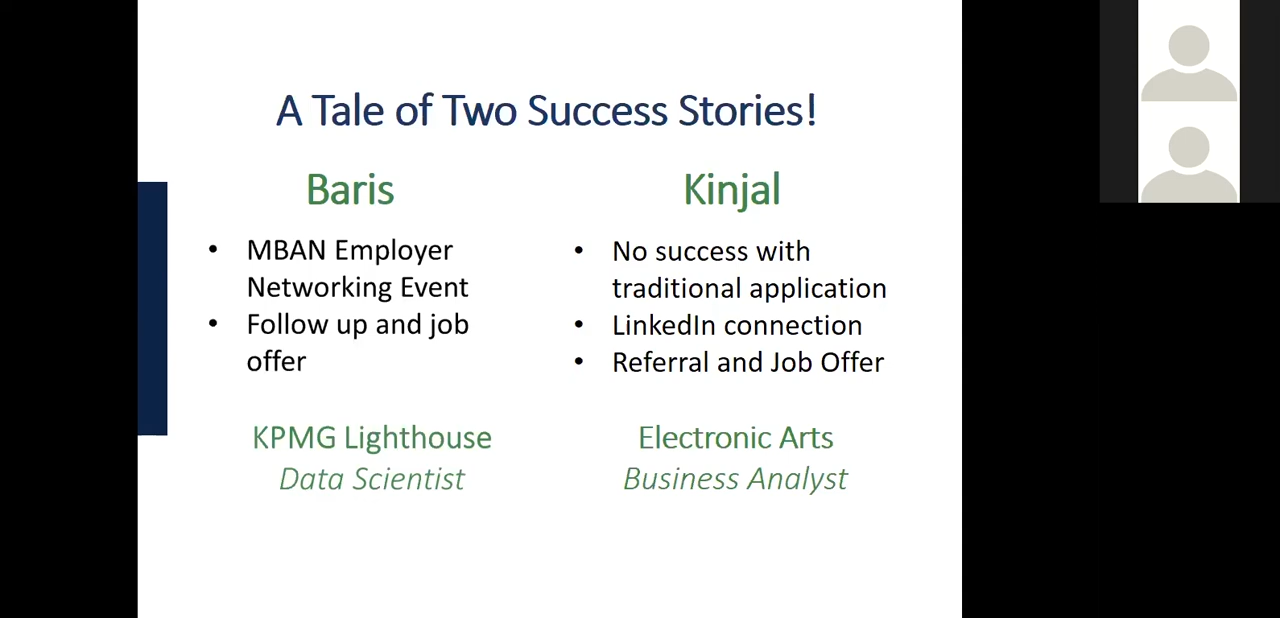 A Tale of Two Success Stories!
Baris
• MBAN Employer
Networking Event
• Follow up and job
offer
KPMG Lighthouse
Data Scientist
Kinjal
• No success with
traditional application
• LinkedIn connection
• Referral and Job Offer
Electronic Arts
Business Analyst